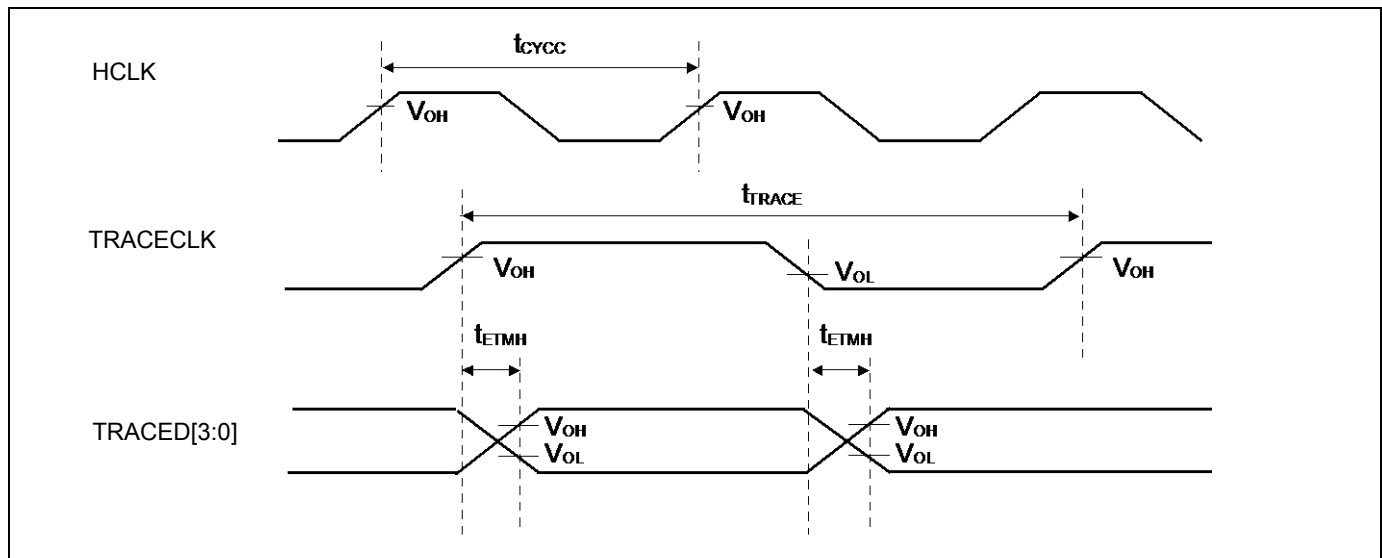 tCYCC
HCLK
VOH VOH
tTRACE
TRACECLK
VOH VOL VOH
tETMH tETMH
TRACED[3:0]
VOH VOH
VOL VOL